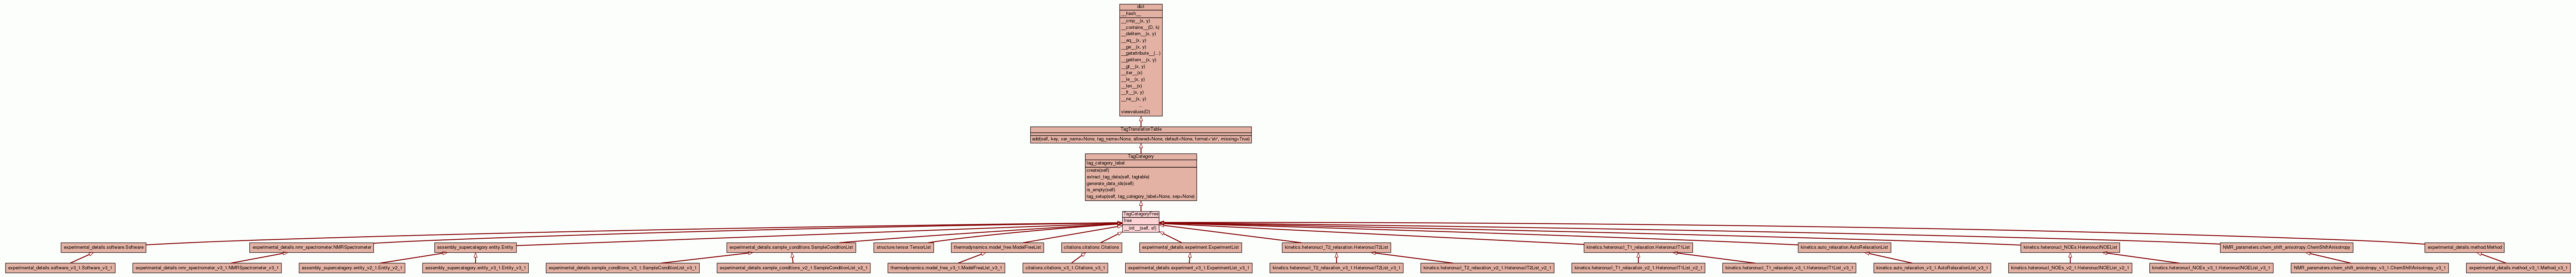 dict
__hash__
__cmp__(x, y)
__contains__(D, k)
__delitem__(x, y)
__eq__(x, y)
__ge__(x, y)
__getattribute__(...)
__getitem__(x, y)
__gt__(x, y)
__iter__(x)
__le__(x, y)
__len__(x)
__lt__(x, y)
__ne__(x, y)
...
viewvalues(D)
TagTranslationTable
add(self, key, var_name=None, tag_name=None, allowed=None, default=None, format='str', missing=True)
TagCategory
tag_category_label
create(self)
extract_tag_data(self, tagtable)
generate_data_ids(self)
is_empty(self)
tag_setup(self, tag_category_label=None, sep=None)
TagCategoryFree
free
__init__(self, sf)
experimental_details.software.Software
experimental_details.nmr_spectrometer.NMRSpectrometer
assembly_supercategory.entity.Entity
experimental_details.sample_conditions.SampleConditionList
structure.tensor.TensorList
thermodynamics.model_free.ModelFreeList
citations.citations.Citations
experimental_details.experiment.ExperimentList
kinetics.heteronucl_T2_relaxation.HeteronuclT2List
kinetics.heteronucl_T1_relaxation.HeteronuclT1List
kinetics.auto_relaxation.AutoRelaxationList
kinetics.heteronucl_NOEs.HeteronuclNOEList
NMR_parameters.chem_shift_anisotropy.ChemShiftAnisotropy
experimental_details.method.Method
experimental_details.software_v3_1.Software_v3_1
experimental_details.nmr_spectrometer_v3_1.NMRSpectrometer_v3_1
assembly_supercategory.entity_v2_1.Entity_v2_1
assembly_supercategory.entity_v3_1.Entity_v3_1
experimental_details.sample_conditions_v3_1.SampleConditionList_v3_1
experimental_details.sample_conditions_v2_1.SampleConditionList_v2_1
thermodynamics.model_free_v3_1.ModelFreeList_v3_1
citations.citations_v3_1.Citations_v3_1
experimental_details.experiment_v3_1.ExperimentList_v3_1
kinetics.heteronucl_T2_relaxation_v3_1.HeteronuclT2List_v3_1
kinetics.heteronucl_T2_relaxation_v2_1.HeteronuclT2List_v2_1
kinetics.heteronucl_T1_relaxation_v2_1.HeteronuclT1List_v2_1
kinetics.heteronucl_T1_relaxation_v3_1.HeteronuclT1List_v3_1
kinetics.auto_relaxation_v3_1.AutoRelaxationList_v3_1
kinetics.heteronucl_NOEs_v2_1.HeteronuclNOEList_v2_1
kinetics.heteronucl_NOEs_v3_1.HeteronuclNOEList_v3_1
NMR_parameters.chem_shift_anisotropy_v3_1.ChemShiftAnisotropy_v3_1
experimental_details.method_v3_1.Method_v3_1